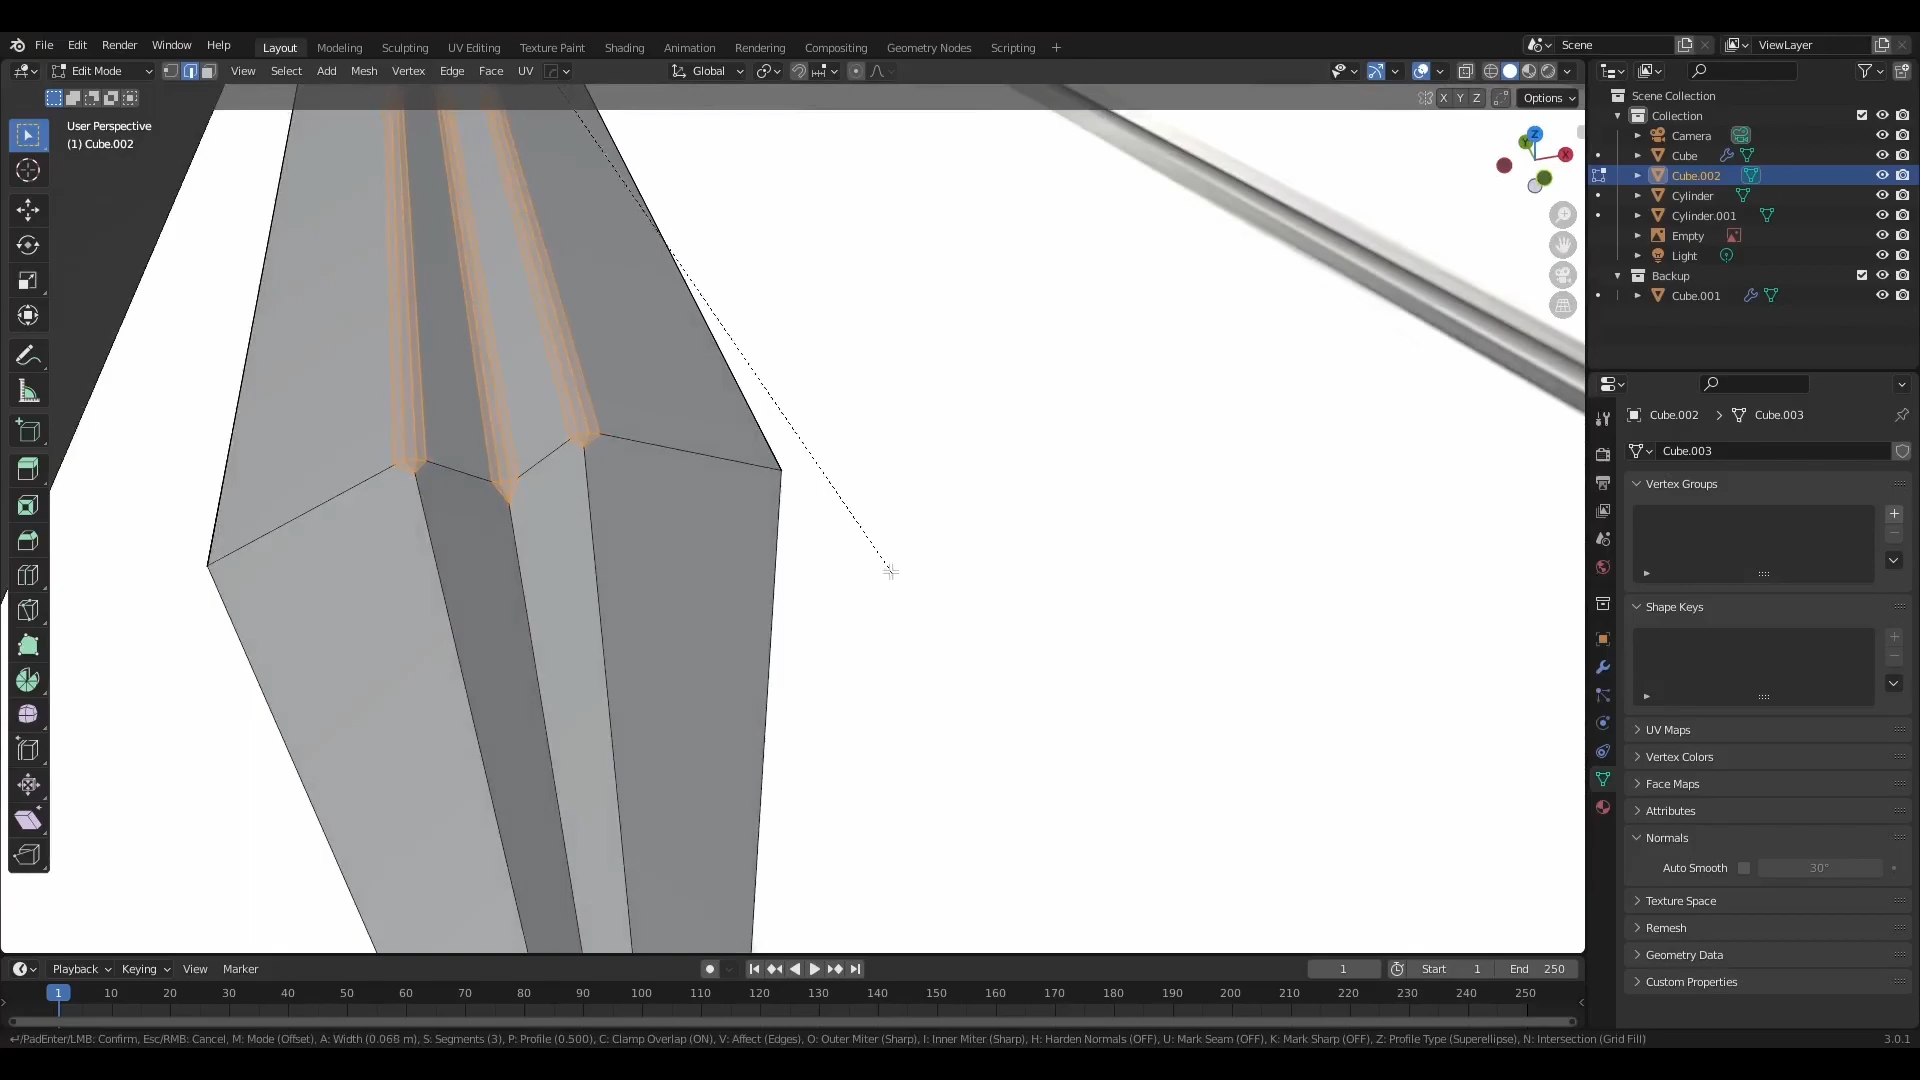 File Edit Render Window Help Layout Modeling Sculpting UV Editing Texture Paint Shading Animation Rendering Compositing Geometry Nodes Scripting + Scene ViewLayer
Edit Mode View Select Add Mesh Vertex Edge Face UV Global
X Y Z Options
User Perspective
(1) Cube.002
Z
Y
X
Scene Collection
Collection
Camera
Cube
Cube.002
Cylinder
Cylinder.001
Empty
Light
Backup
Cube.001
Cube.002 > Cube.003
Cube.003
Vertex Groups
Shape Keys
UV Maps
Vertex Colors
Face Maps
Attributes
Normals
Auto Smooth 30°
Texture Space
Remesh
Geometry Data
Custom Properties
Playback Keying View Marker 1 Start 1 End 250
1 10 20 30 40 50 60 70 80 90 100 110 120 130 140 150 160 170 180 190 200 210 220 230 240 250
↵/PadEnter/LMB: Confirm, Esc/RMB: Cancel, M: Mode (Offset), A: Width (0.068 m), S: Segments (3), P: Profile (0.500), C: Clamp Overlap (ON), V: Affect (Edges), O: Outer Miter (Sharp), I: Inner Miter (Sharp), H: Harden Normals (OFF), U: Mark Seam (OFF), K: Mark Sharp (OFF), Z: Profile Type (Superellipse), N: Intersection (Grid Fill) 3.0.1